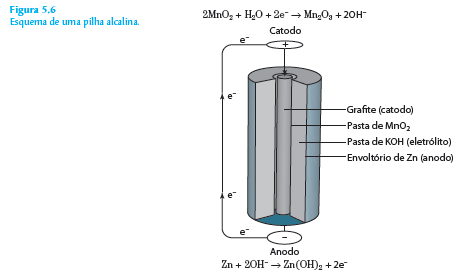 Figura 5.6
Esquema de uma pilha alcalina.
2MnO₂ + H₂O + 2e⁻ → Mn₂O₃ + 2OH⁻
Catodo
+
e⁻
e⁻
Grafite (catodo)
Pasta de MnO₂
Pasta de KOH (eletrólito)
Envoltório de Zn (anodo)
e⁻
e⁻
–
Anodo
Zn + 2OH⁻ → Zn(OH)₂ + 2e⁻